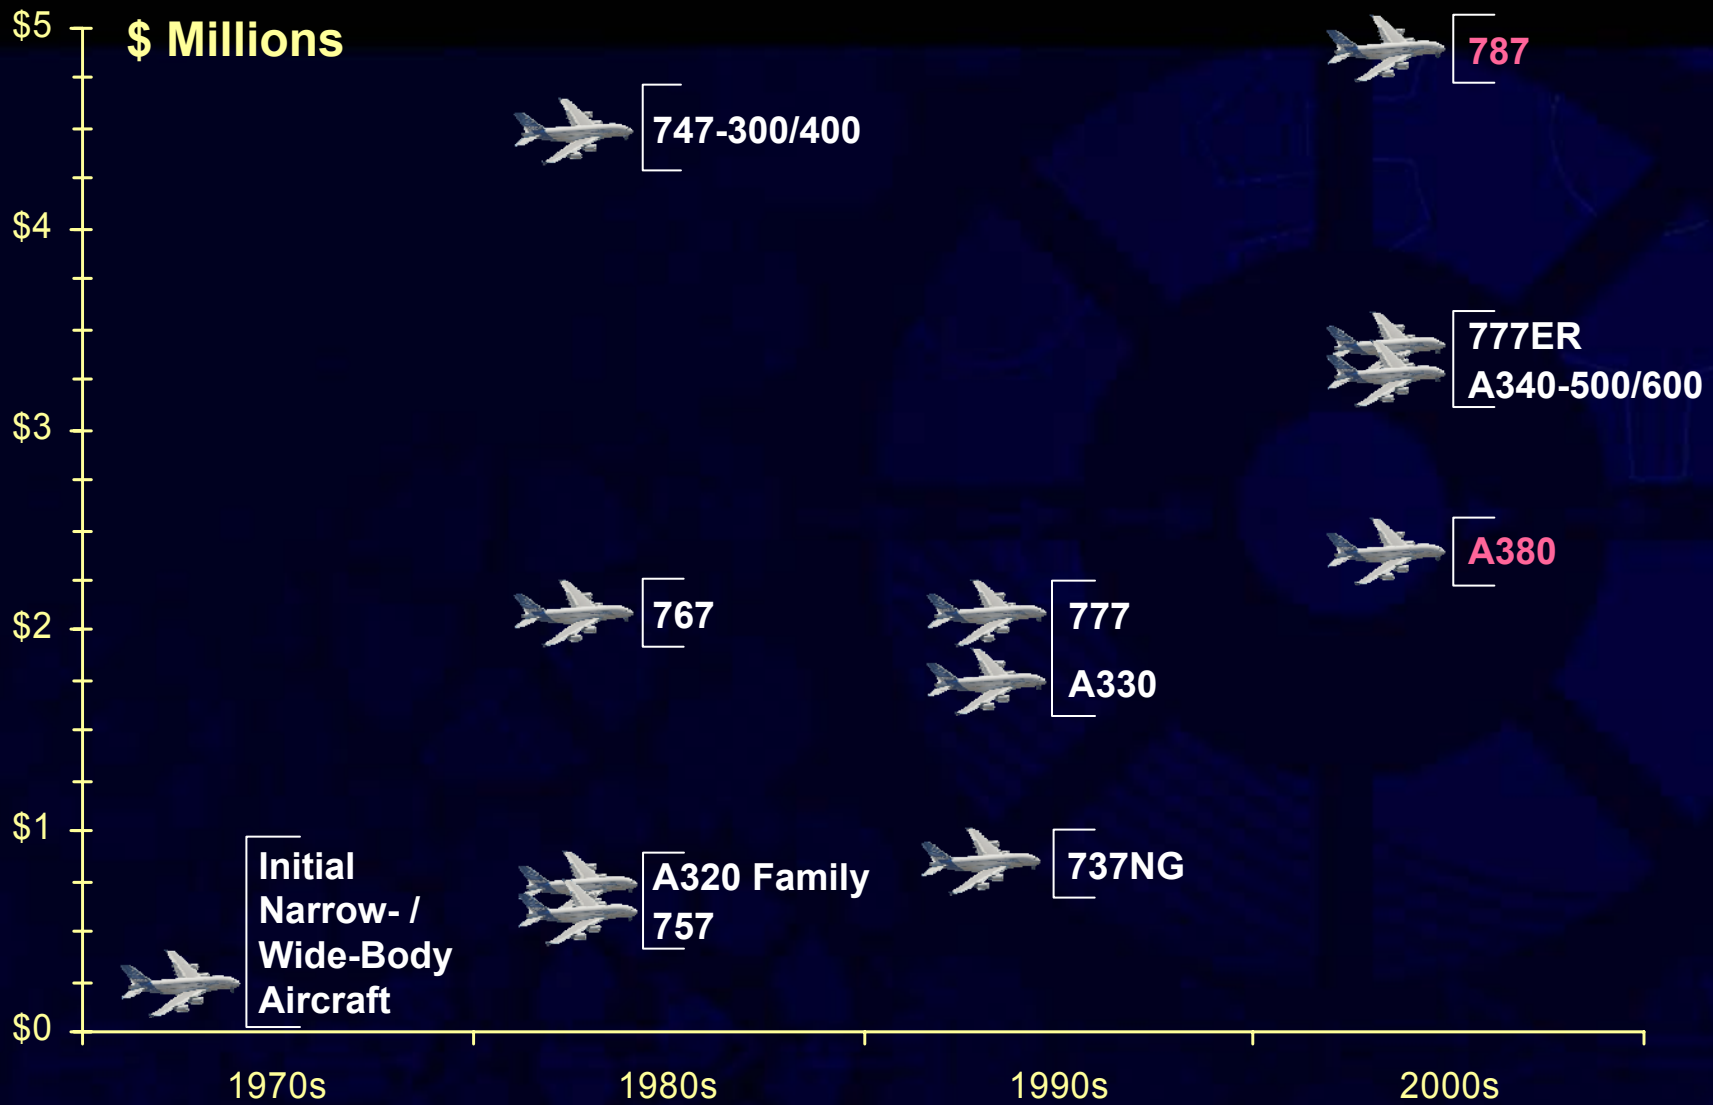 $ Millions
$5
$4
$3
$2
$1
$0
Initial
Narrow- /
Wide-Body
Aircraft
747-300/400
767
A320 Family
757
777
A330
737NG
787
777ER
A340-500/600
A380
1970s
1980s
1990s
2000s